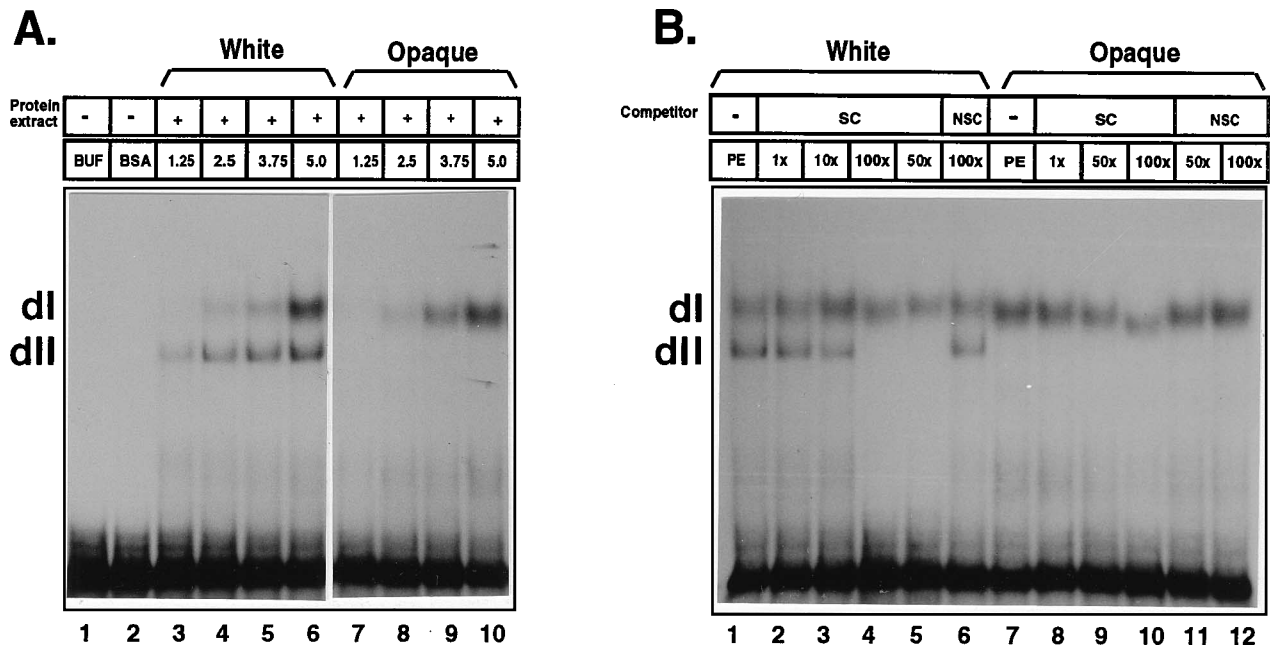 A.
White Opaque
Protein extract - - + + + + + + + +
BUF BSA 1.25 2.5 3.75 5.0 1.25 2.5 3.75 5.0
dI
dII
1 2 3 4 5 6 7 8 9 10
B.
White Opaque
Competitor - SC NSC - SC NSC
PE 1x 10x 100x 50x 100x PE 1x 50x 100x 50x 100x
dI
dII
1 2 3 4 5 6 7 8 9 10 11 12